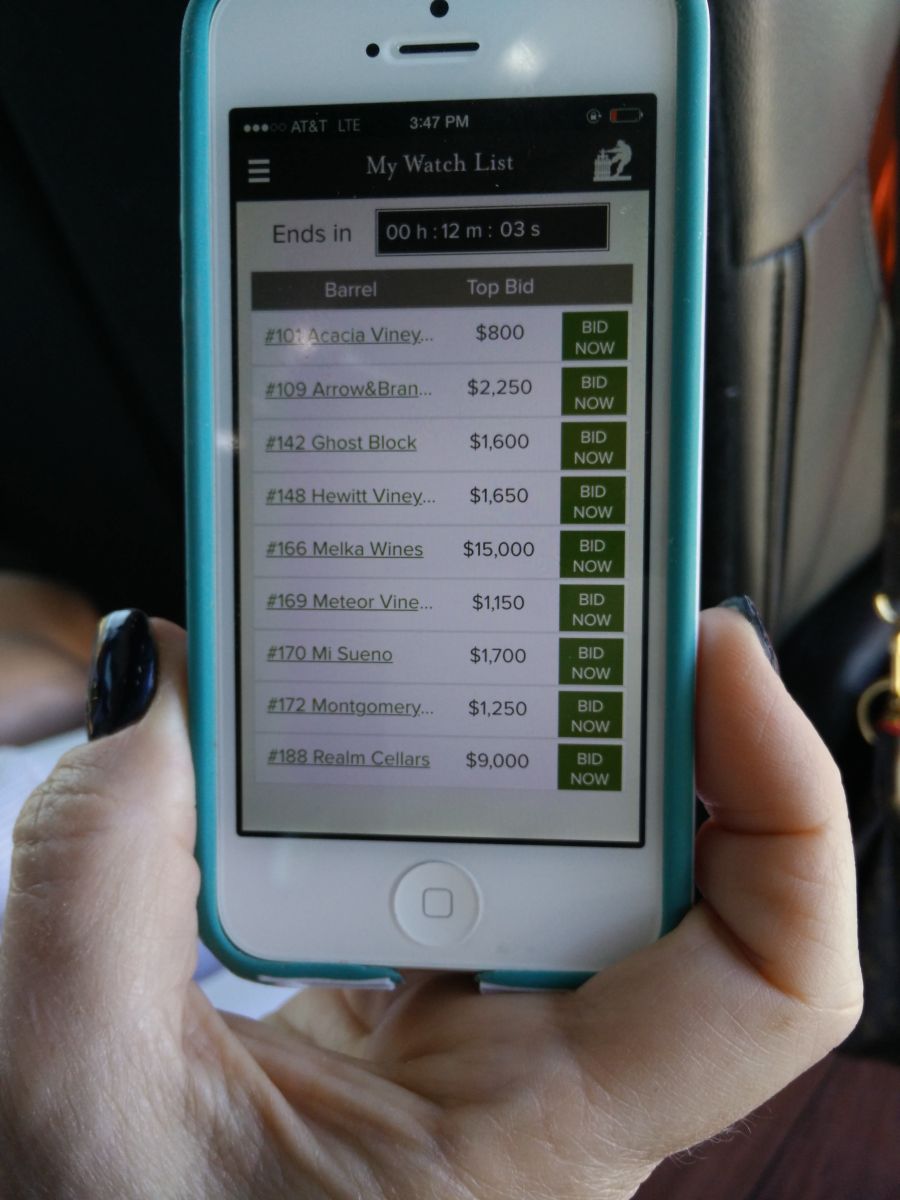 AT&T LTE 3:47 PM
My Watch List
Ends in 00 h : 12 m : 03 s
Barrel Top Bid
#101 Acacia Viney... $800 BID NOW
#109 Arrow&Bran... $2,250 BID NOW
#142 Ghost Block $1,600 BID NOW
#148 Hewitt Viney... $1,650 BID NOW
#166 Melka Wines $15,000 BID NOW
#169 Meteor Vine... $1,150 BID NOW
#170 Mi Sueno $1,700 BID NOW
#172 Montgomery... $1,250 BID NOW
#188 Realm Cellars $9,000 BID NOW